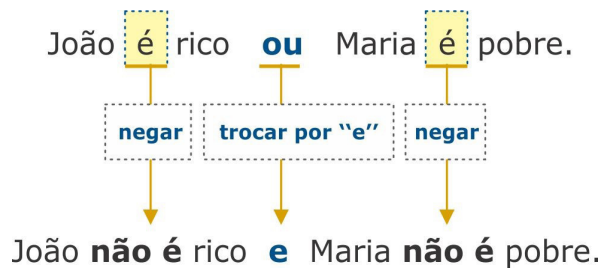 João é rico ou Maria é pobre.
negar trocar por ‘‘e’’ negar
João não é rico e Maria não é pobre.